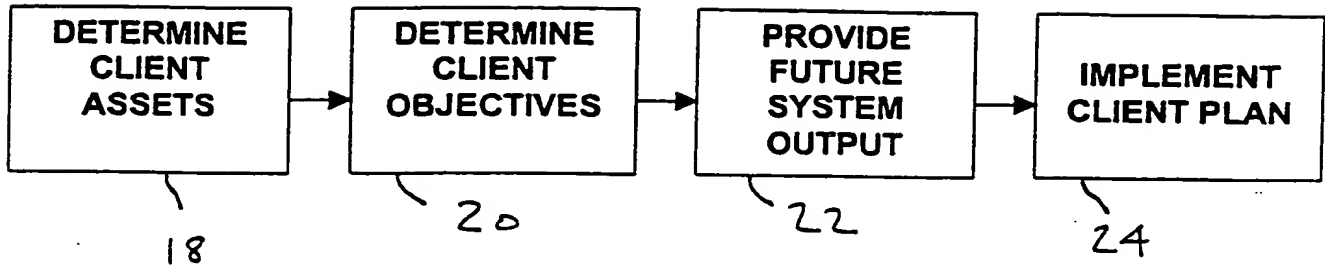 DETERMINE
CLIENT
ASSETS
DETERMINE
CLIENT
OBJECTIVES
PROVIDE
FUTURE
SYSTEM
OUTPUT
IMPLEMENT
CLIENT PLAN
18
20
22
24